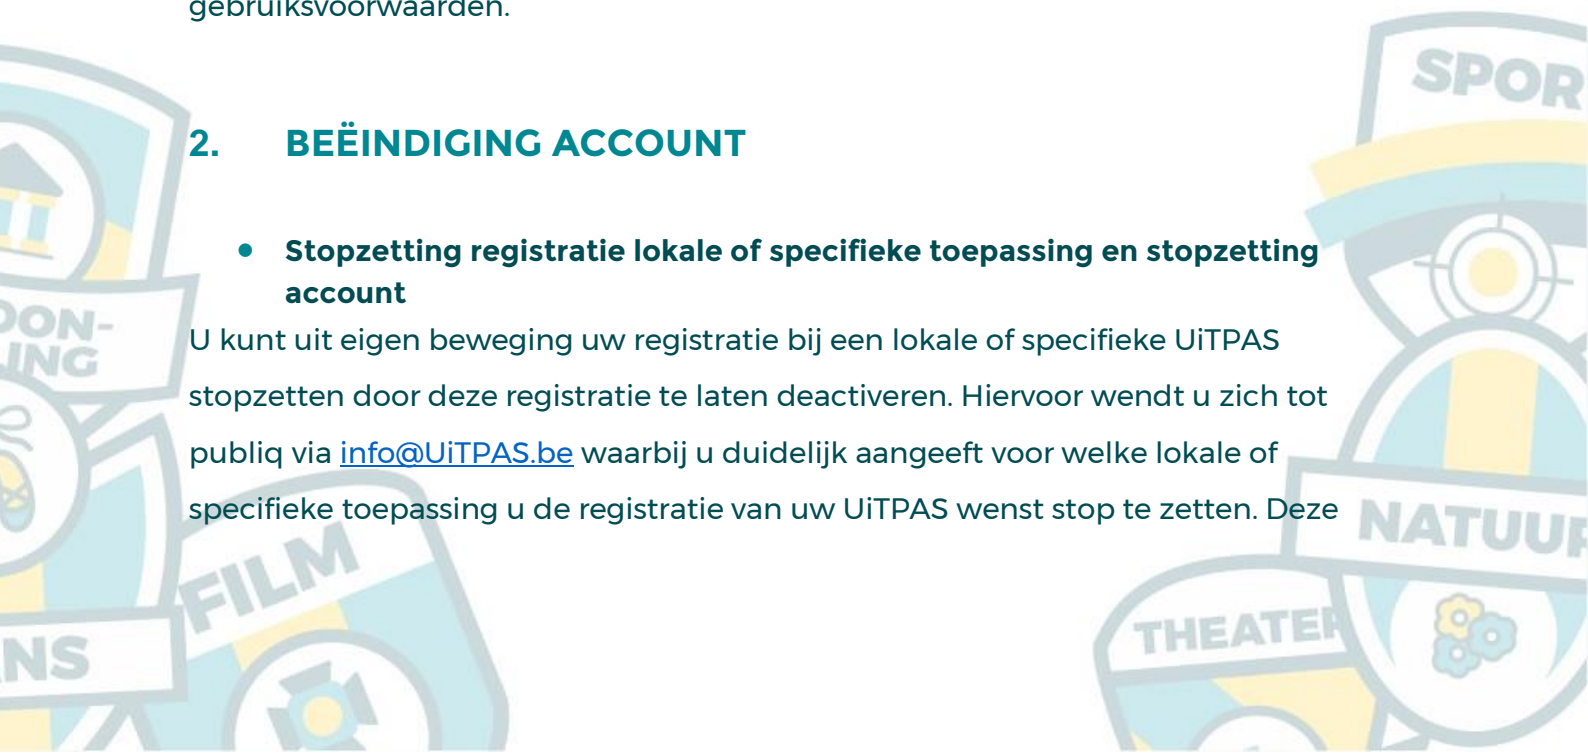 gebruiksvoorwaarden.
SPOR
2. BEËINDIGING ACCOUNT
• Stopzetting registratie lokale of specifieke toepassing en stopzetting
account
OON-
LING
U kunt uit eigen beweging uw registratie bij een lokale of specifieke UiTPAS
stopzetten door deze registratie te laten deactiveren. Hiervoor wendt u zich tot
publiq via info@UiTPAS.be waarbij u duidelijk aangeeft voor welke lokale of
specifieke toepassing u de registratie van uw UiTPAS wenst stop te zetten. Deze
NATUUR
FILM
THEATER
ANS